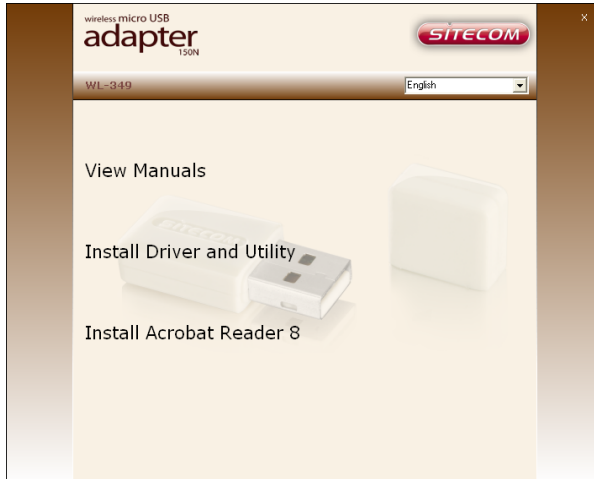 wireless micro USB
adapter
150N
SITECOM
X
WL-349
English
View Manuals
SITECOM
Install Driver and Utility
Install Acrobat Reader 8